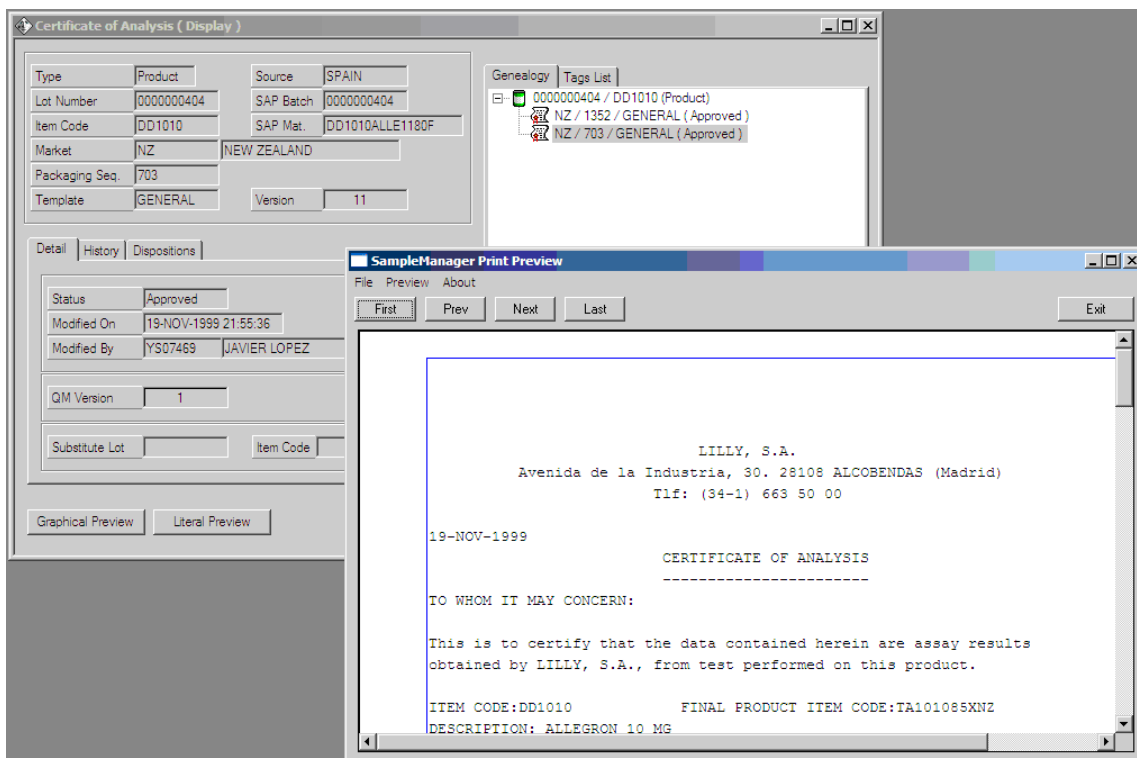 Certificate of Analysis ( Display )
Type Product Source SPAIN
Lot Number 0000000404 SAP Batch 0000000404
Item Code DD1010 SAP Mat. DD1010ALLE1180F
Market NZ NEW ZEALAND
Packaging Seq. 703
Template GENERAL Version 11
Genealogy Tags List
0000000404 / DD1010 (Product)
NZ / 1352 / GENERAL ( Approved )
NZ / 703 / GENERAL ( Approved )
Detail History Dispositions
Status Approved
Modified On 19-NOV-1999 21:55:36
Modified By YS07469 JAVIER LOPEZ
QM Version 1
Substitute Lot Item Code
Graphical Preview Literal Preview
SampleManager Print Preview
File Preview About
First Prev Next Last Exit
LILLY, S.A.
Avenida de la Industria, 30. 28108 ALCOBENDAS (Madrid)
Tlf: (34-1) 663 50 00
19-NOV-1999
CERTIFICATE OF ANALYSIS
-----------------------
TO WHOM IT MAY CONCERN:
This is to certify that the data contained herein are assay results
obtained by LILLY, S.A., from test performed on this product.
ITEM CODE:DD1010 FINAL PRODUCT ITEM CODE:TA101085XNZ
DESCRIPTION: ALLEGRON 10 MG